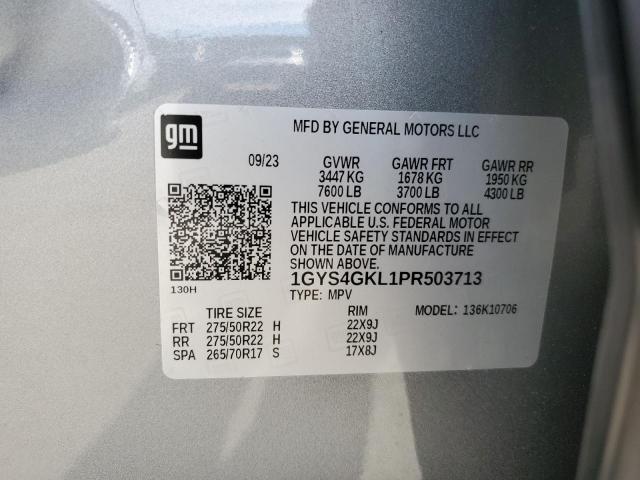 gm
MFD BY GENERAL MOTORS LLC
09/23 GVWR GAWR FRT GAWR RR
3447 KG 1678 KG 1950 KG
7600 LB 3700 LB 4300 LB
THIS VEHICLE CONFORMS TO ALL
APPLICABLE U.S. FEDERAL MOTOR
VEHICLE SAFETY STANDARDS IN EFFECT
ON THE DATE OF MANUFACTURE
SHOWN ABOVE.
130H
1GYS4GKL1PR503713
TYPE: MPV
TIRE SIZE RIM MODEL: 136K10706
FRT 275/50R22 H 22X9J
RR 275/50R22 H 22X9J
SPA 265/70R17 S 17X8J